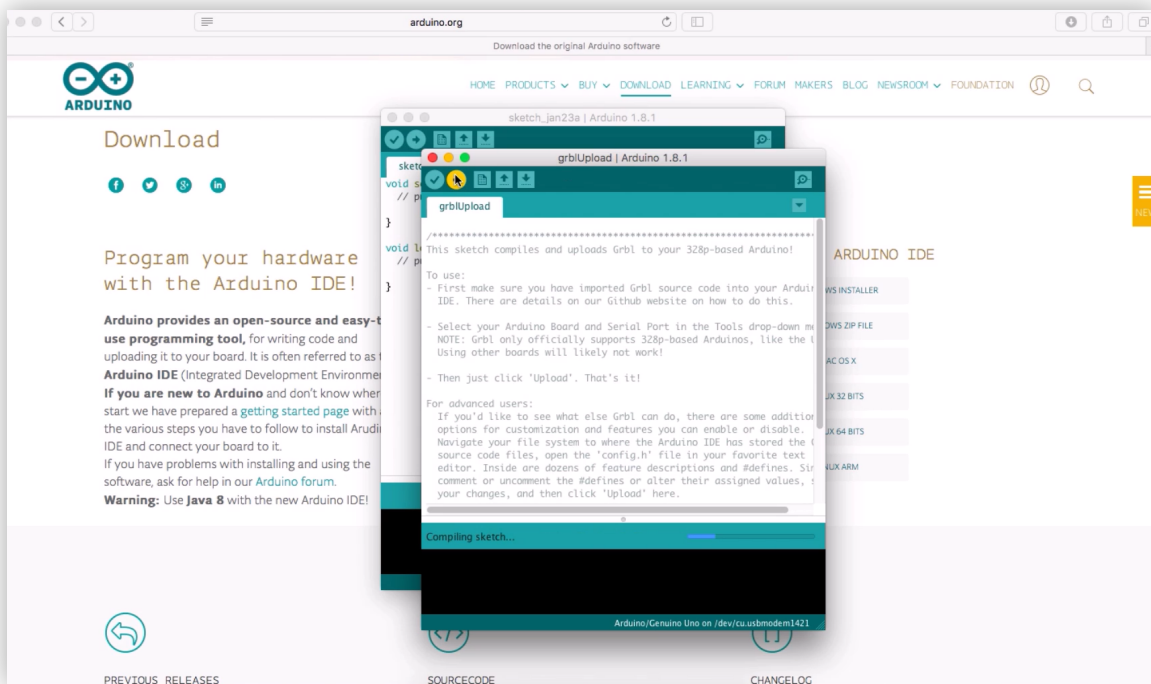 arduino.org
Download the original Arduino software
ARDUINO
HOME PRODUCTS BUY DOWNLOAD LEARNING FORUM MAKERS BLOG NEWSROOM FOUNDATION
Download
Program your hardware
with the Arduino IDE!
Arduino provides an open-source and easy-t
use programming tool, for writing code and
uploading it to your board. It is often referred to as
Arduino IDE (Integrated Development Environme
If you are new to Arduino and don't know wher
start we have prepared a getting started page with
the various steps you have to follow to install Arudi
IDE and connect your board to it.
If you have problems with installing and using the
software, ask for help in our Arduino forum.
Warning: Use Java 8 with the new Arduino IDE!
sketch_jan23a | Arduino 1.8.1
sket
void s
// p
}
void l
// p
}
grblUpload | Arduino 1.8.1
grblUpload
/***********************************************************************
This sketch compiles and uploads Grbl to your 328p-based Arduino!
To use:
- First make sure you have imported Grbl source code into your Ardui
IDE. There are details on our Github website on how to do this.
- Select your Arduino Board and Serial Port in the Tools drop-down m
NOTE: Grbl only officially supports 328p-based Arduinos, like the
Using other boards will likely not work!
- Then just click 'Upload'. That's it!
For advanced users:
If you'd like to see what else Grbl can do, there are some addition
options for customization and features you can enable or disable.
Navigate your file system to where the Arduino IDE has stored the
source code files, open the 'config.h' file in your favorite text
editor. Inside are dozens of feature descriptions and #defines. Si
comment or uncomment the #defines or alter their assigned values, s
your changes, and then click 'Upload' here.
Compiling sketch...
Arduino/Genuino Uno on /dev/cu.usbmodem1421
ARDUINO IDE
WS INSTALLER
OWS ZIP FILE
AC OS X
UX 32 BITS
UX 64 BITS
NUX ARM
NEW
PREVIOUS RELEASES
SOURCECODE
CHANGELOG